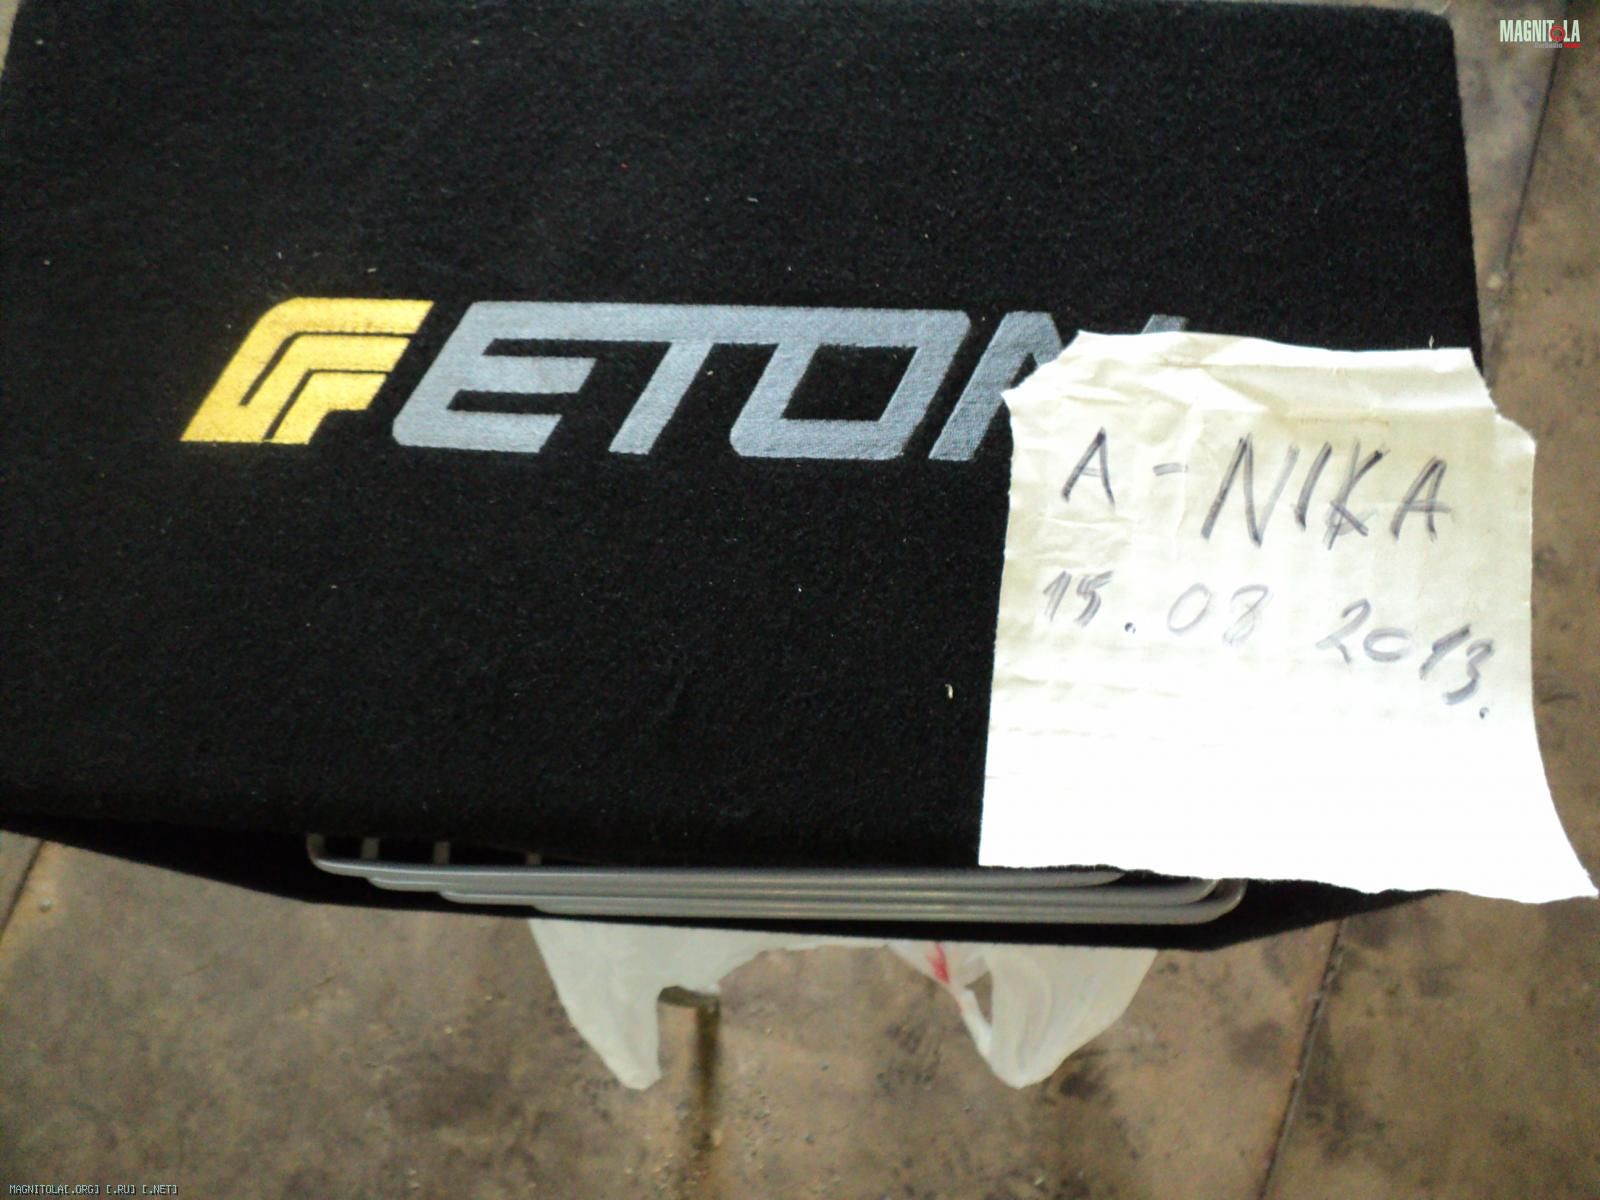 MAGNITOLA
ETON
A-NIKA
15.08 2013.
MAGNITOLA[.ORG] [.RU] [.NET]